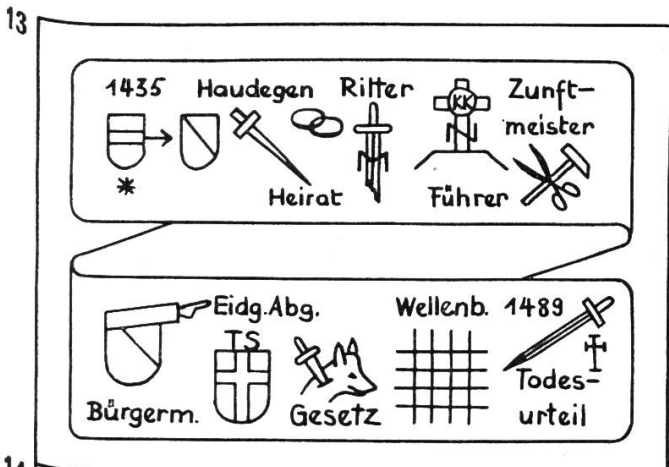 13
1435 Haudegen Ritter Zunft-
meister
KK
Heirat Führer
Eidg. Abg. Wellenb. 1489
TS
Todes-
Bürgerm. Gesetz urteil
14